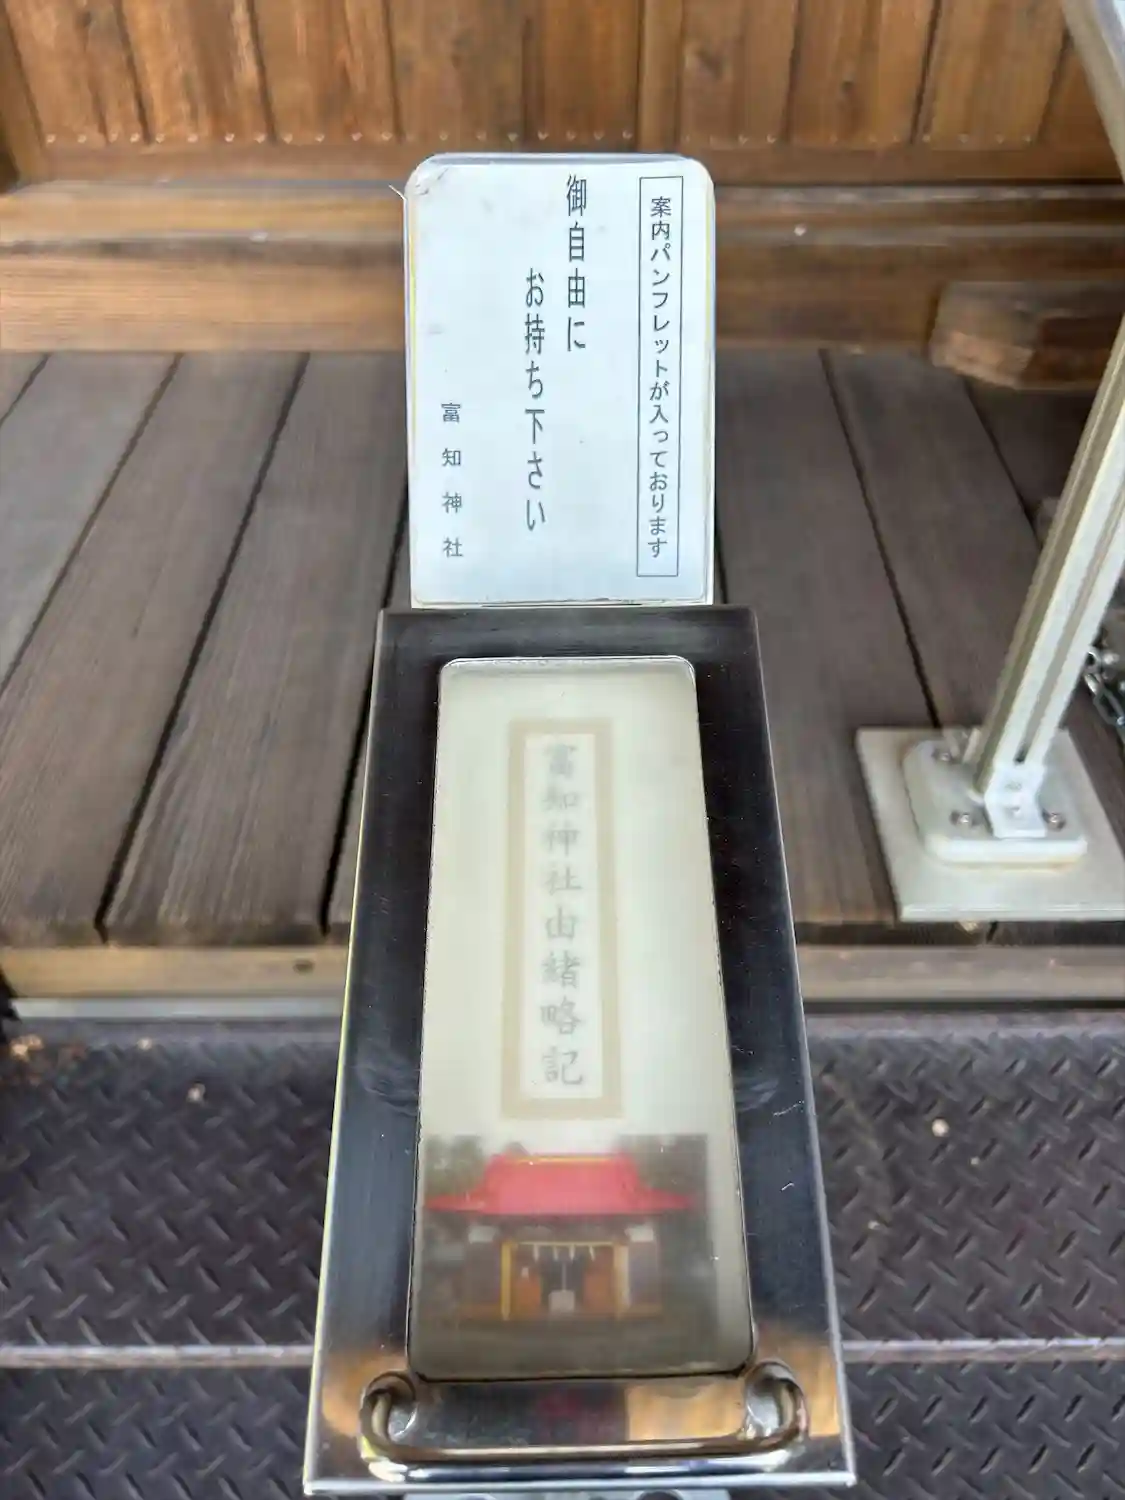 案内パンフレットが入っております
御自由に
お持ち下さい
富知神社
富知神社由緒略記